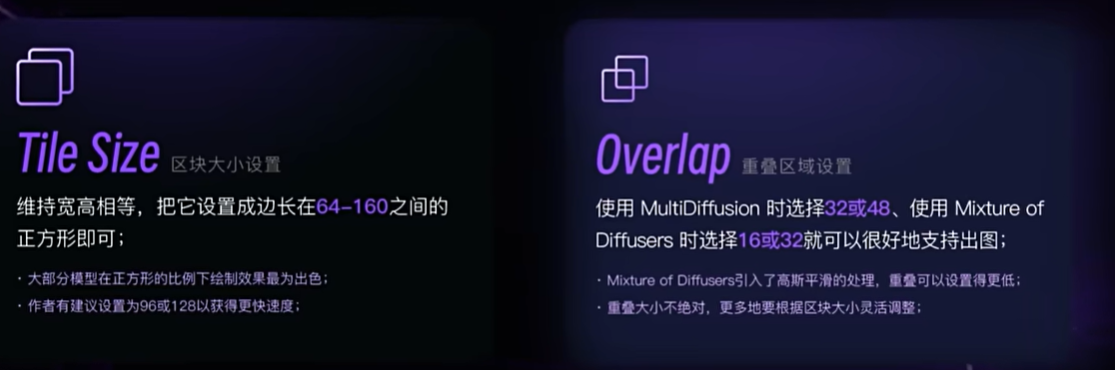 Tile Size 区块大小设置
维持宽高相等，把它设置成边长在64-160之间的
正方形即可；
· 大部分模型在正方形的比例下绘制效果最为出色；
· 作者有建议设置为96或128以获得更快速度；
Overlap 重叠区域设置
使用 MultiDiffusion 时选择32或48、使用 Mixture of
Diffusers 时选择16或32就可以很好地支持出图；
· Mixture of Diffusers引入了高斯平滑的处理，重叠可以设置得更低；
· 重叠大小不绝对，更多地要根据区块大小灵活调整；